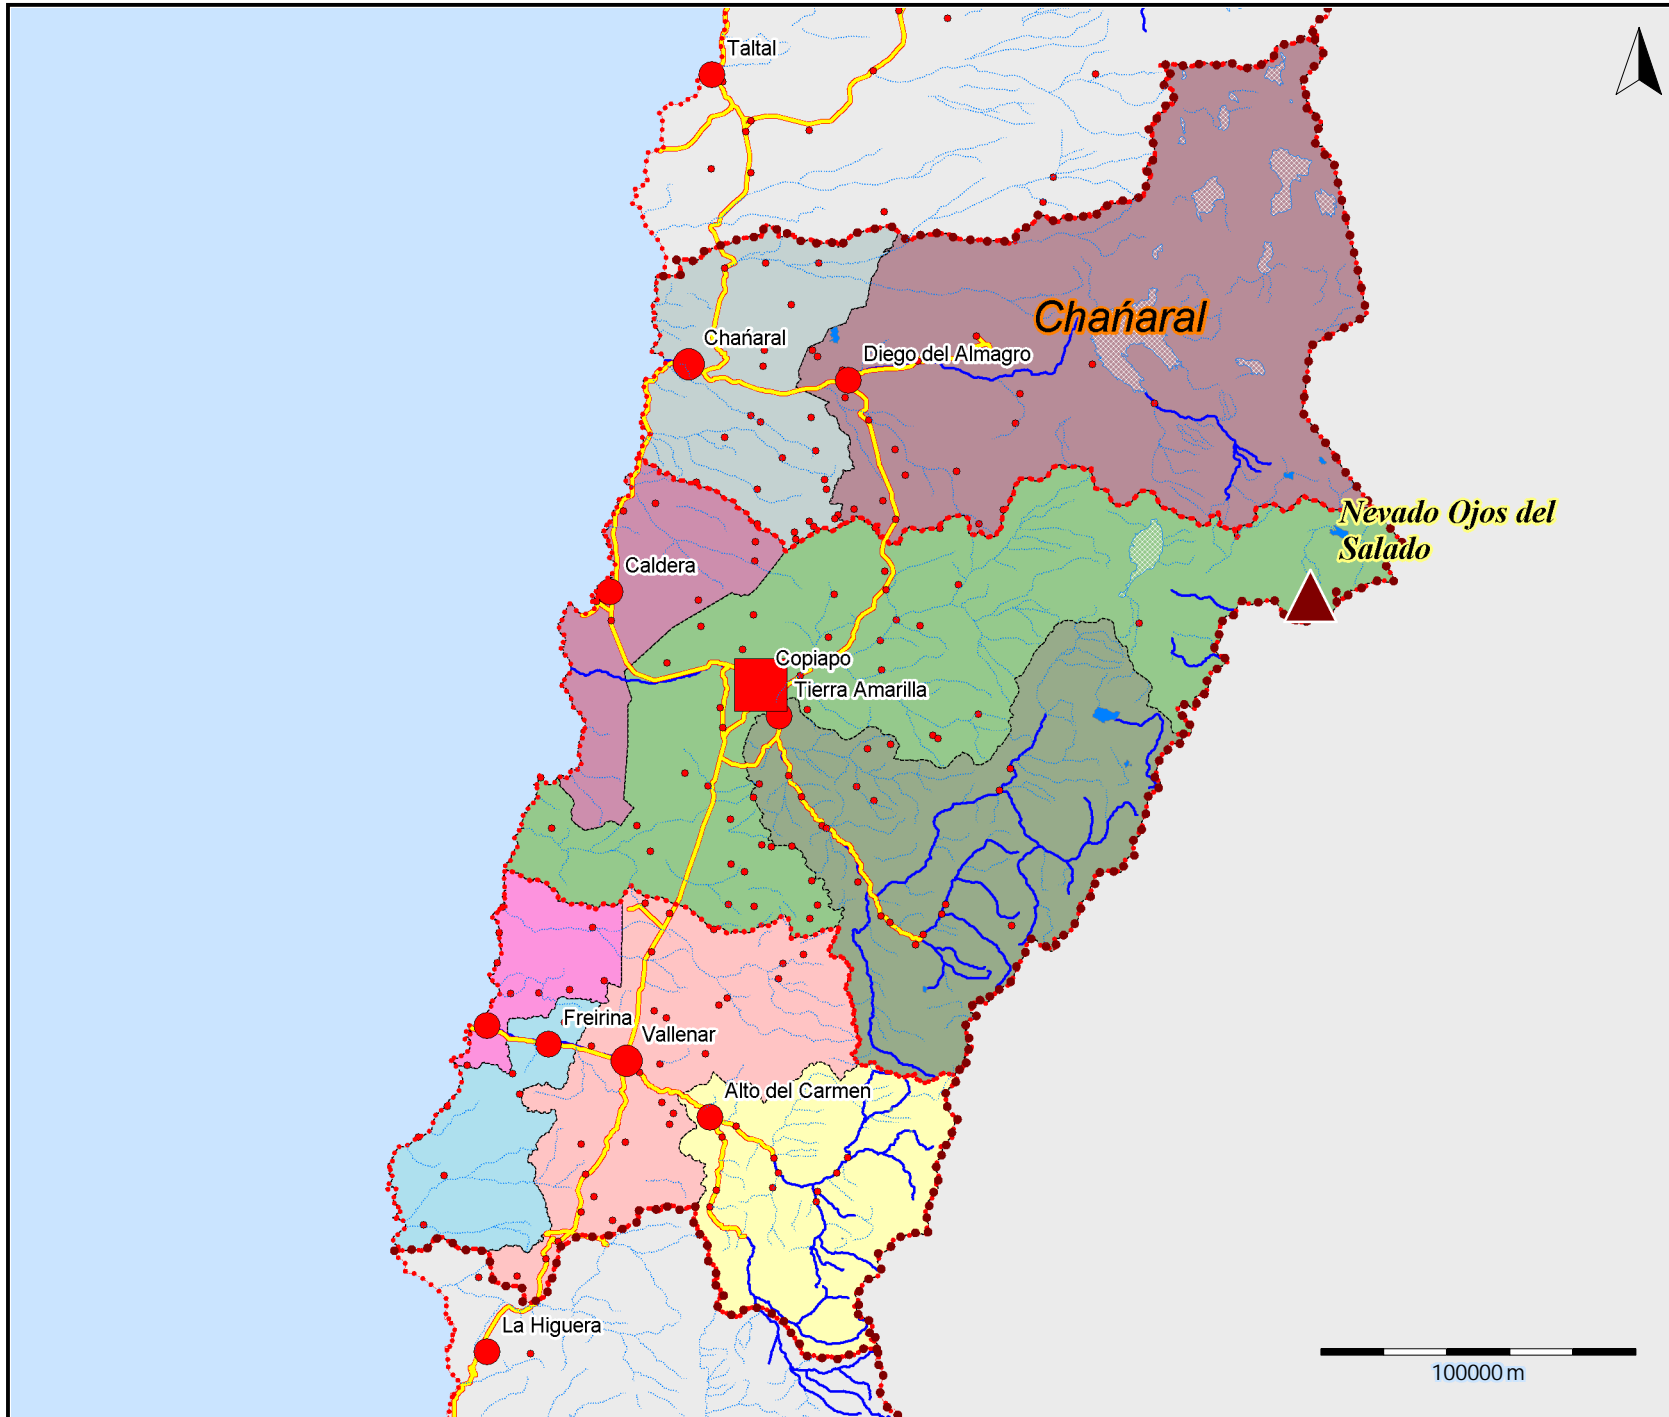 Taltal
Chańaral
Chańaral
Diego del Almagro
Nevado Ojos del
Salado
Caldera
Copiapo
Tierra Amarilla
Freirina
Vallenar
Alto del Carmen
La Higuera
100000 m